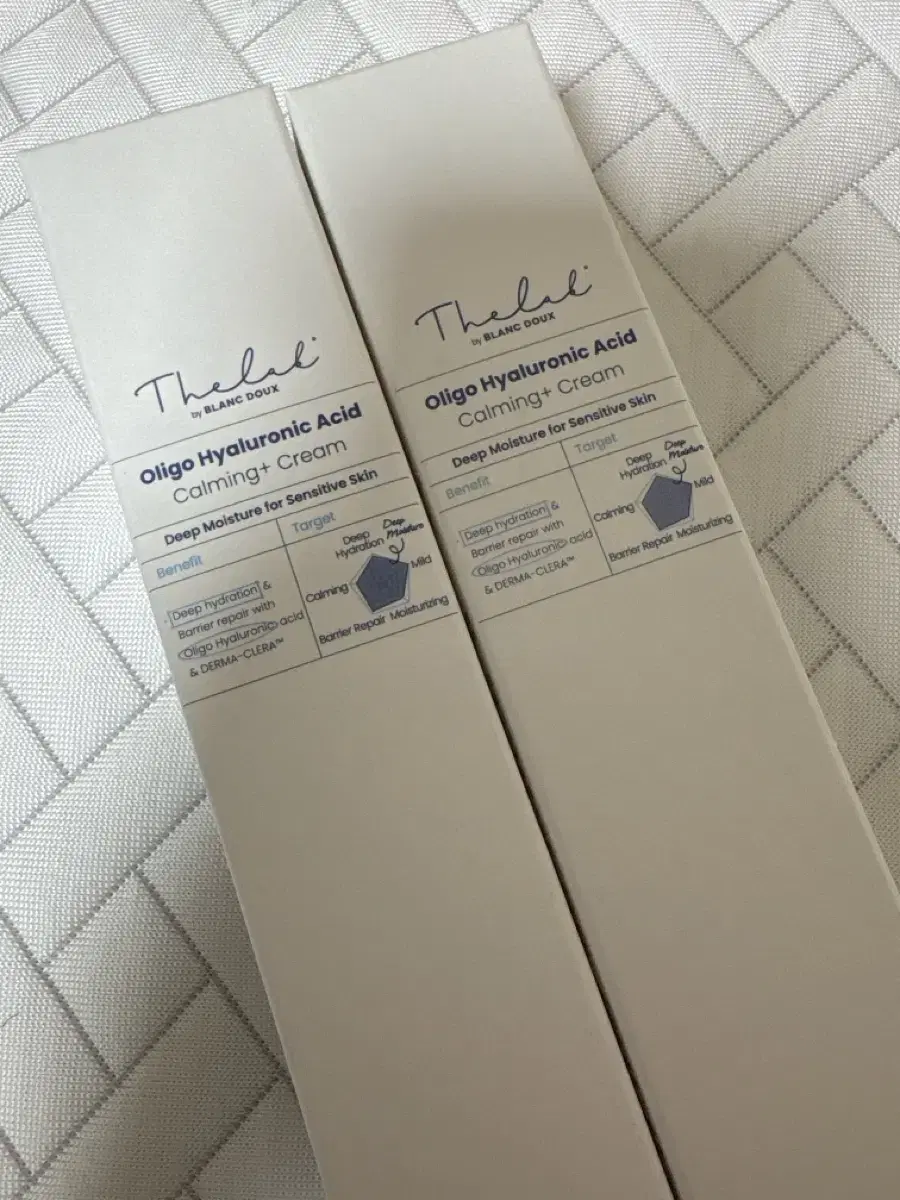 Thelab
by BLANC DOUX
Oligo Hyaluronic Acid
Calming+ Cream
Deep Moisture for Sensitive Skin
Benefit
Target
Deep hydration &
Barrier repair with
Oligo Hyaluronic acid
& DERMA-CLERA™
Deep
Hydration
Deep
Moisture
Calming
Mild
Barrier Repair
Moisturizing
Thelab
by BLANC DOUX
Oligo Hyaluronic Acid
Calming+ Cream
Deep Moisture for Sensitive Skin
Benefit
Target
Deep hydration &
Barrier repair with
Oligo Hyaluronic acid
& DERMA-CLERA™
Deep
Hydration
Deep
Moisture
Calming
Mild
Barrier Repair
Moisturizing